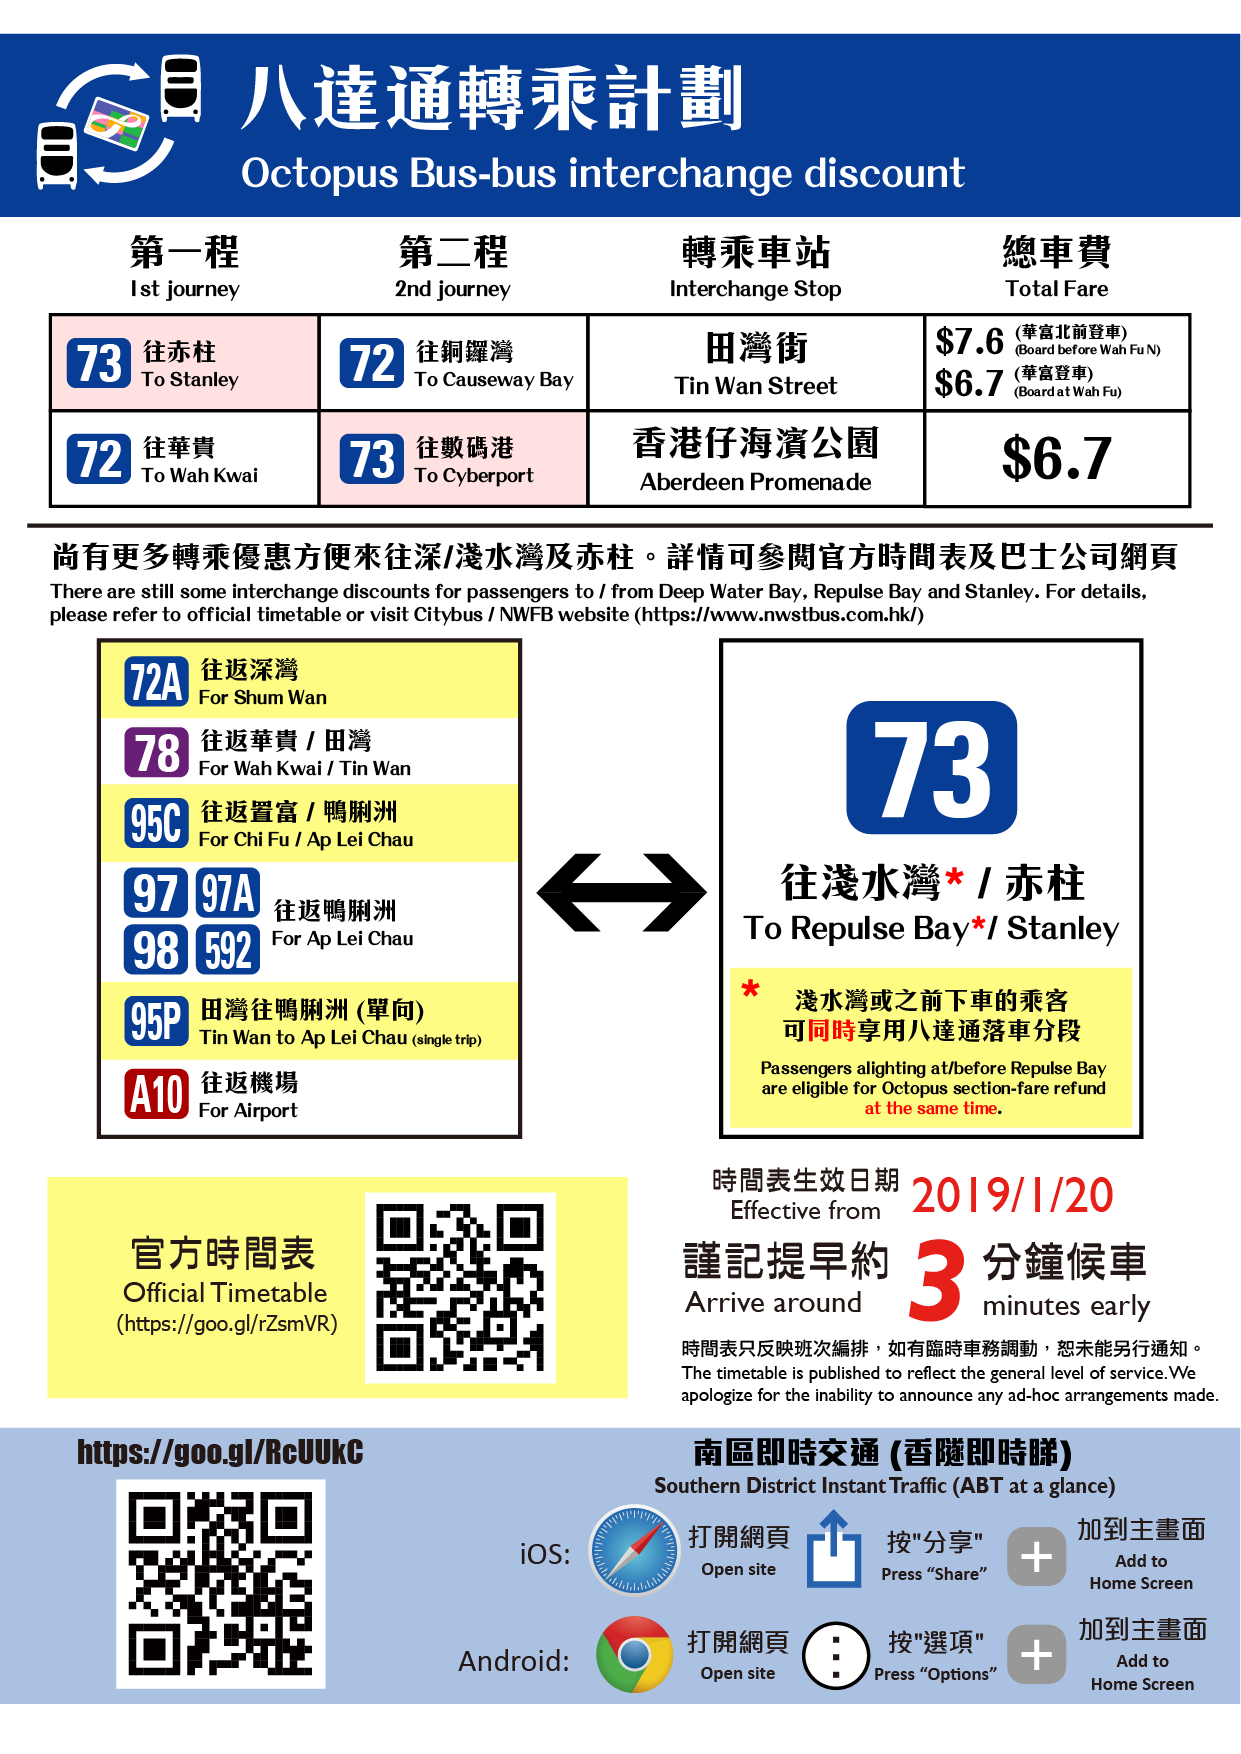 八達通轉乘計劃
Octopus Bus-bus interchange discount
第一程
1st journey
第二程
2nd journey
轉乘車站
Interchange Stop
總車費
Total Fare
73
往赤柱
To Stanley
72
往銅鑼灣
To Causeway Bay
田灣街
Tin Wan Street
$7.6 (華富北前登車)
(Board before Wah Fu N)
$6.7 (華富登車)
(Board at Wah Fu)
72
往華貴
To Wah Kwai
73
往數碼港
To Cyberport
香港仔海濱公園
Aberdeen Promenade
$6.7
尚有更多轉乘優惠方便來往深/淺水灣及赤柱。詳情可參閱官方時間表及巴士公司網頁
There are still some interchange discounts for passengers to / from Deep Water Bay, Repulse Bay and Stanley. For details,
please refer to official timetable or visit Citybus / NWFB website (https://www.nwstbus.com.hk/)
72A
往返深灣
For Shum Wan
78
往返華貴 / 田灣
For Wah Kwai / Tin Wan
95C
往返置富 / 鴨脷洲
For Chi Fu / Ap Lei Chau
97 97A
98 592
往返鴨脷洲
For Ap Lei Chau
95P
田灣往鴨脷洲 (單向)
Tin Wan to Ap Lei Chau (single trip)
A10
往返機場
For Airport
73
往淺水灣* / 赤柱
To Repulse Bay*/ Stanley
* 淺水灣或之前下車的乘客
可同時享用八達通落車分段
Passengers alighting at/before Repulse Bay
are eligible for Octopus section-fare refund
at the same time.
官方時間表
Official Timetable
(https://goo.gl/rZsmVR)
時間表生效日期
Effective from
2019/1/20
謹記提早約 3 分鐘候車
Arrive around minutes early
時間表只反映班次編排，如有臨時車務調動，恕未能另行通知。
The timetable is published to reflect the general level of service. We
apologize for the inability to announce any ad-hoc arrangements made.
https://goo.gl/RcUUkC
南區即時交通 (香隧即時睇)
Southern District Instant Traffic (ABT at a glance)
iOS:
打開網頁
Open site
按"分享"
Press “Share”
加到主畫面
Add to
Home Screen
Android:
打開網頁
Open site
按"選項"
Press “Options”
加到主畫面
Add to
Home Screen